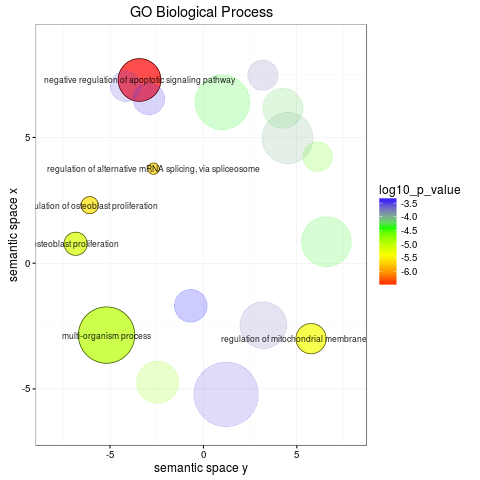 GO Biological Process
negative regulation of apoptotic signaling pathway
regulation of alternative mRNA splicing, via spliceosome
ulation of osteoblast proliferation
osteoblast proliferation
multi-organism process
regulation of mitochondrial membrane
5
0
-5
-5
0
5
semantic space y
semantic space x
log10_p_value
-3.5
-4.0
-4.5
-5.0
-5.5
-6.0